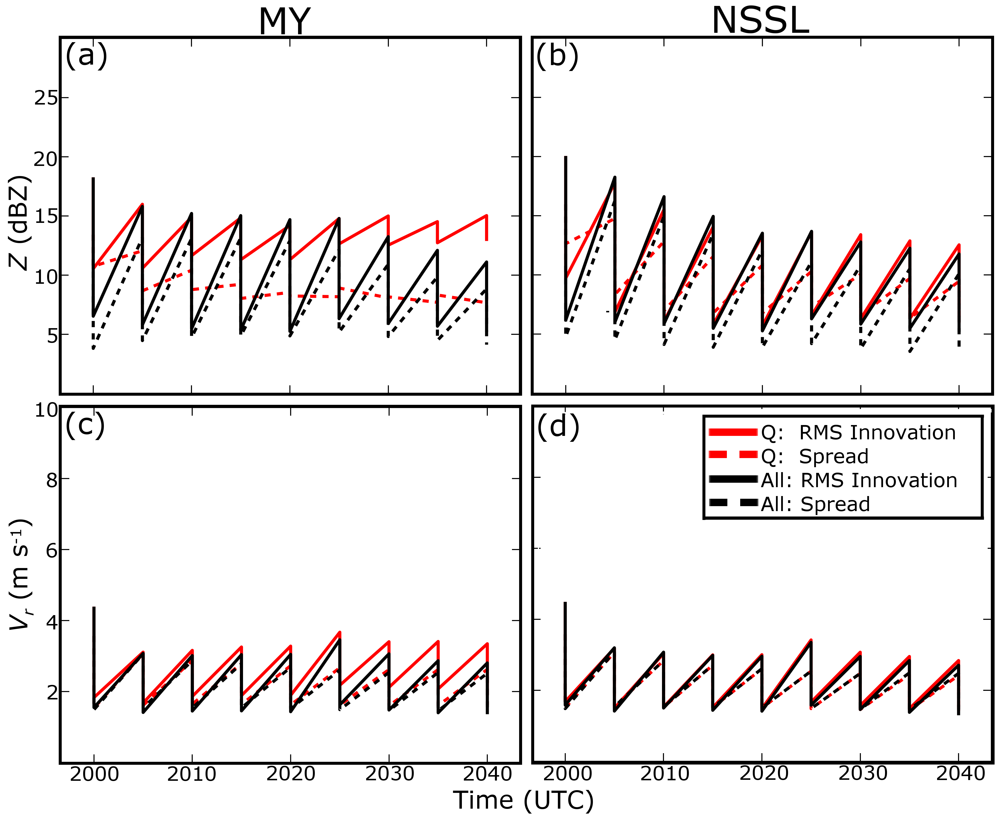 MY
NSSL
(a)
(b)
25
20
15
10
5
Z (dBZ)
10
8
6
4
2
V r (m s-1)
(c)
(d)
Q: RMS Innovation
Q: Spread
All: RMS Innovation
All: Spread
2000 2010 2020 2030 2040
2000 2010 2020 2030 2040
Time (UTC)